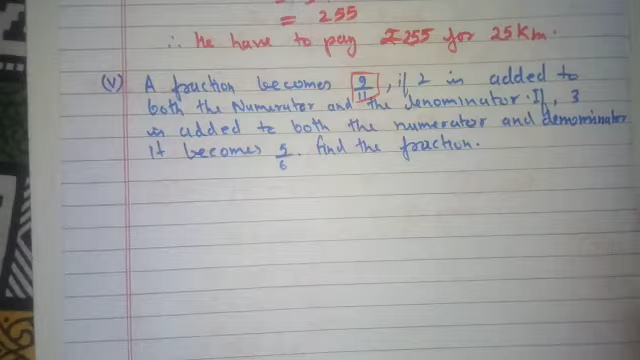 = 255
∴ He have to pay ₹255 for 25 Km.
(V) A fraction becomes 9/11, if 2 in added to
both the Numerator and the denominator. If, 3
is added to both the numerator and denominator
It becomes 5/6. Find the fraction.